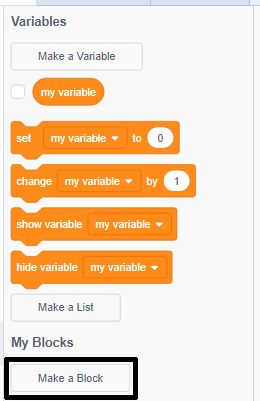 Variables
Make a Variable
my variable
set my variable to 0
change my variable by 1
show variable my variable
hide variable my variable
Make a List
My Blocks
Make a Block